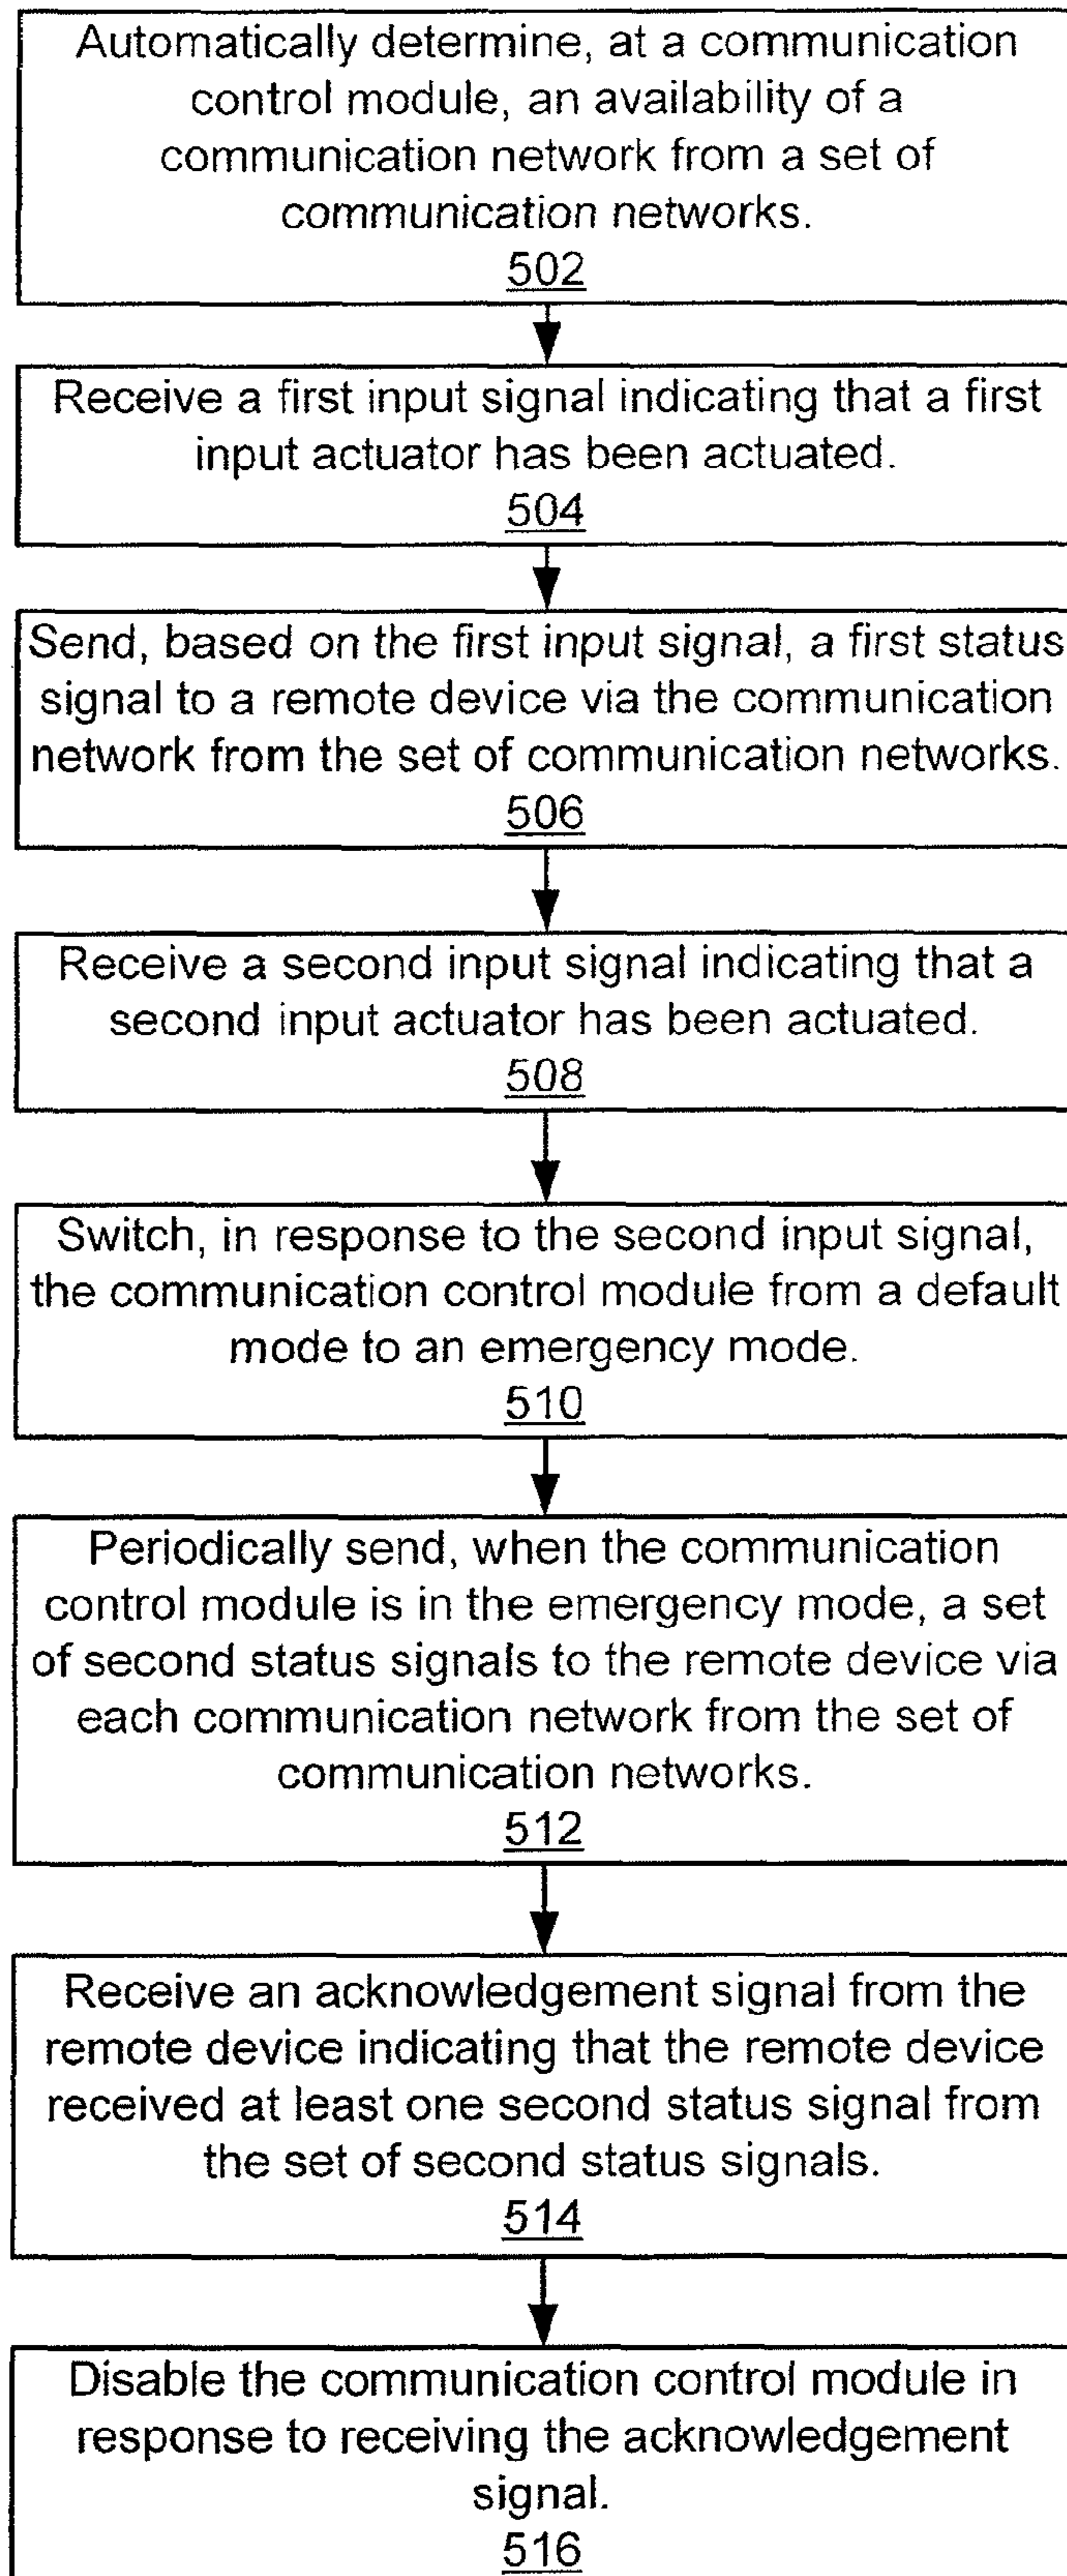 Automatically determine, at a communication
control module, an availability of a
communication network from a set of
communication networks.
502
Receive a first input signal indicating that a first
input actuator has been actuated.
504
Send, based on the first input signal, a first status
signal to a remote device via the communication
network from the set of communication networks.
506
Receive a second input signal indicating that a
second input actuator has been actuated.
508
Switch, in response to the second input signal,
the communication control module from a default
mode to an emergency mode.
510
Periodically send, when the communication
control module is in the emergency mode, a set
of second status signals to the remote device via
each communication network from the set of
communication networks.
512
Receive an acknowledgement signal from the
remote device indicating that the remote device
received at least one second status signal from
the set of second status signals.
514
Disable the communication control module in
response to receiving the acknowledgement
signal.
516